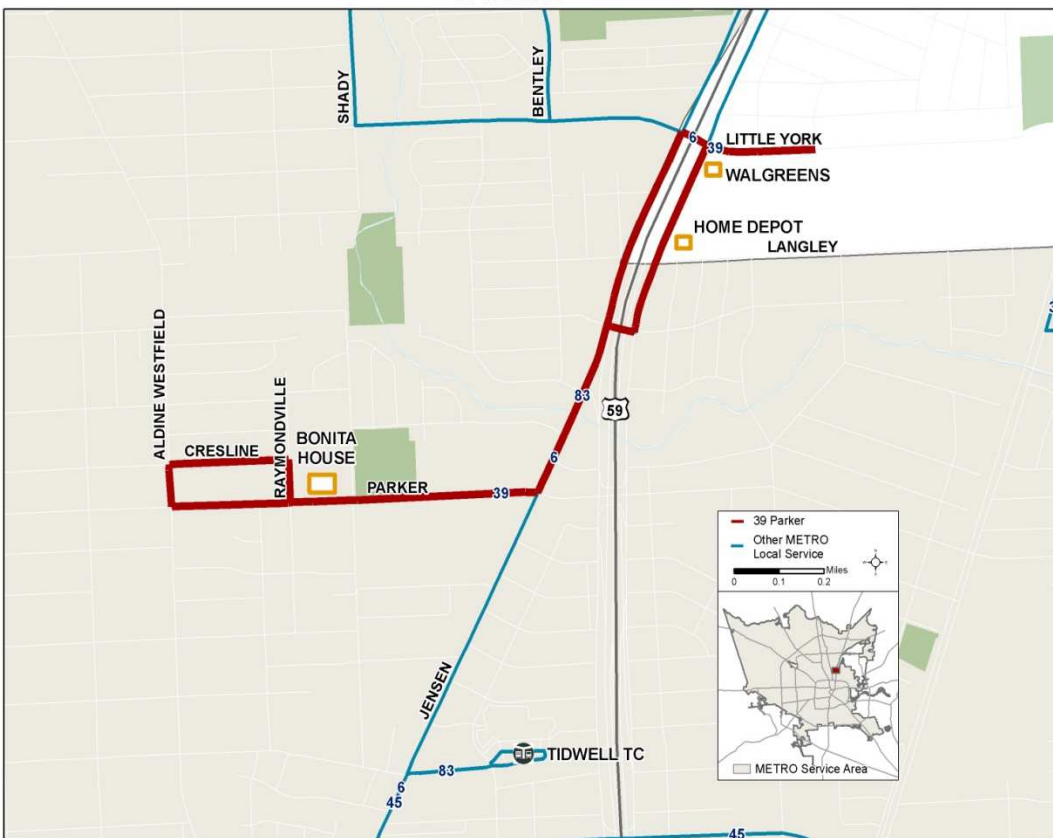 SHADY
BENTLEY
6
39
LITTLE YORK
WALGREENS
HOME DEPOT
LANGLEY
ALDINE WESTFIELD
RAYMONDVILLE
BONITA
HOUSE
CRESLINE
PARKER
39
83
6
59
39 Parker
Other METRO
Local Service
Miles
0 0.1 0.2
METRO Service Area
JENSEN
TIDWELL TC
83
6
45
45